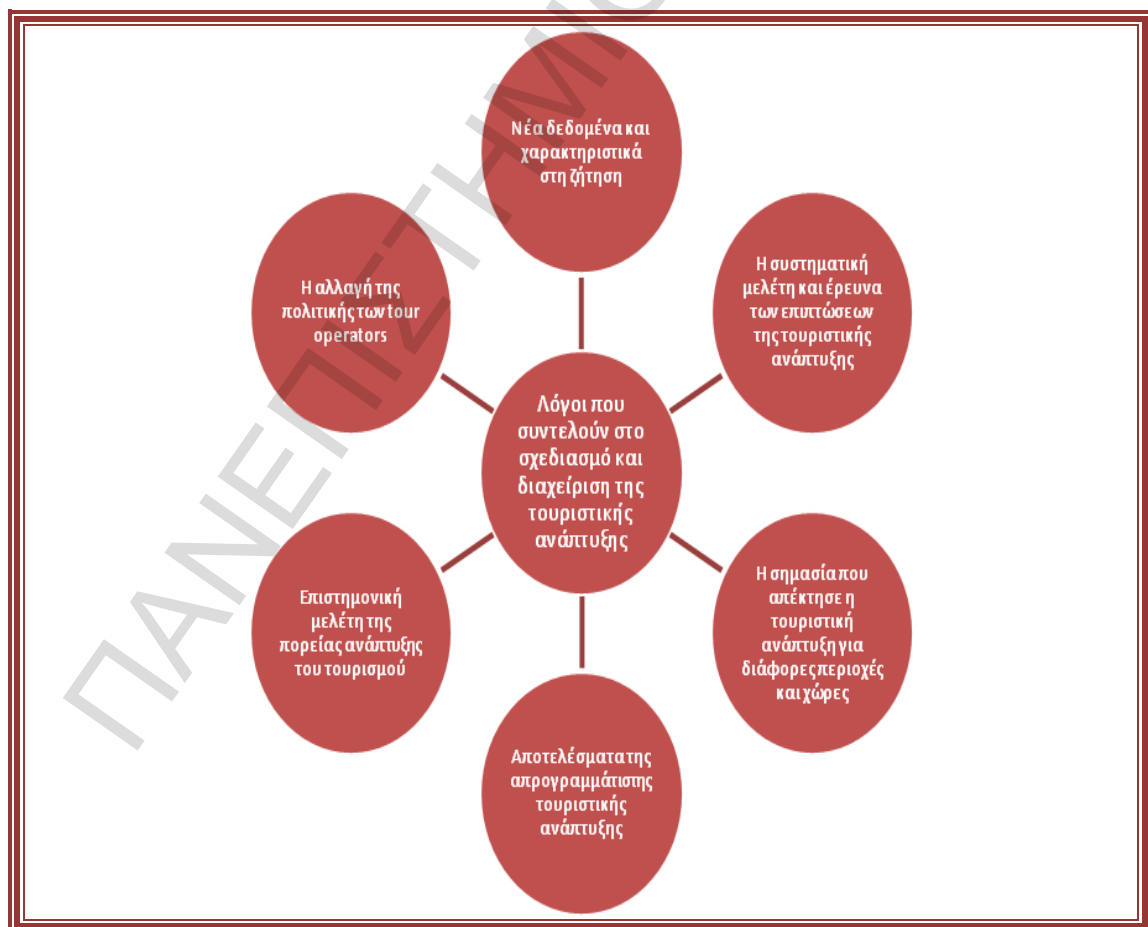 Νέα δεδομένα και
χαρακτηριστικά
στη ζήτηση
Η συστηματική
μελέτη και έρευνα
των επιπτώσεων
της τουριστικής
ανάπτυξης
Η σημασία που
απέκτησε η
τουριστική
ανάπτυξη για
διάφορες περιοχές
και χώρες
Αποτελέσματα της
απρογραμμάτιστης
τουριστικής
ανάπτυξης
Επιστημονική
μελέτη της
πορείας ανάπτυξης
του τουρισμού
Η αλλαγή της
πολιτικής των tour
operators
Λόγοι που
συντελούν στο
σχεδιασμό και
διαχείριση της
τουριστικής
ανάπτυξης